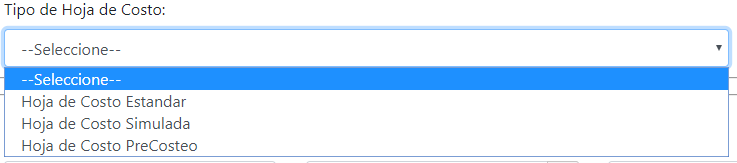 Tipo de Hoja de Costo:
--Seleccione--
--Seleccione--
Hoja de Costo Estandar
Hoja de Costo Simulada
Hoja de Costo PreCosteo